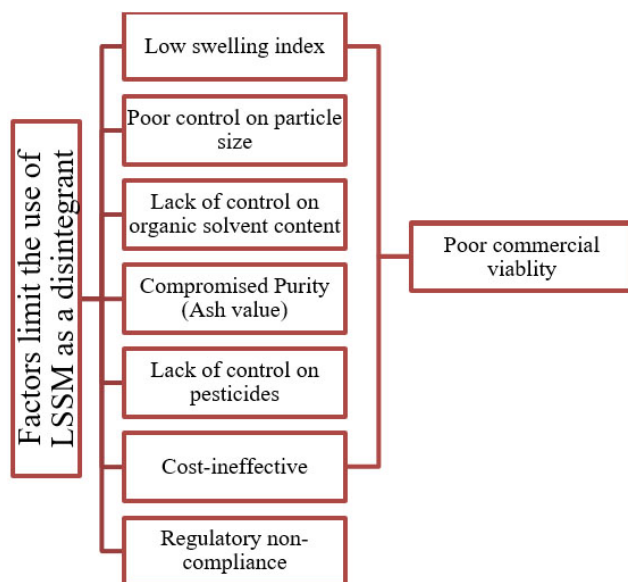 Factors limit the use of
LSSM as a disintegrant
Low swelling index
Poor control on particle
size
Lack of control on
organic solvent content
Compromised Purity
(Ash value)
Lack of control on
pesticides
Cost-ineffective
Regulatory non-
compliance
Poor commercial
viablity